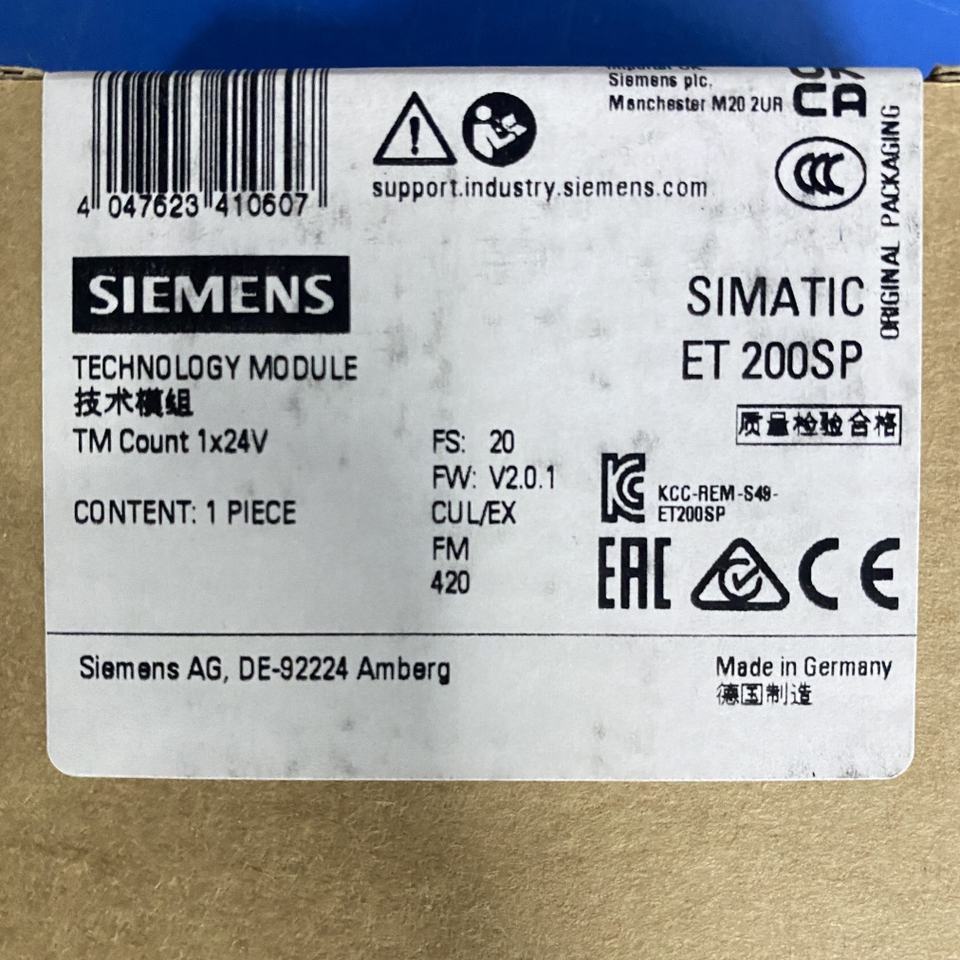 Siemens plc,
Manchester M20 2UR
UK
CA
4 047623 410607
support.industry.siemens.com
CCC
ORIGINAL PACKAGING
SIEMENS
SIMATIC
ET 200SP
TECHNOLOGY MODULE
技术模组
TM Count 1x24V
FS: 20
质量检验合格
FW: V2.0.1
KCC-REM-S49-
ET200SP
CONTENT: 1 PIECE
CUL/EX
FM
420
EAC
CE
Siemens AG, DE-92224 Amberg
Made in Germany
德国制造